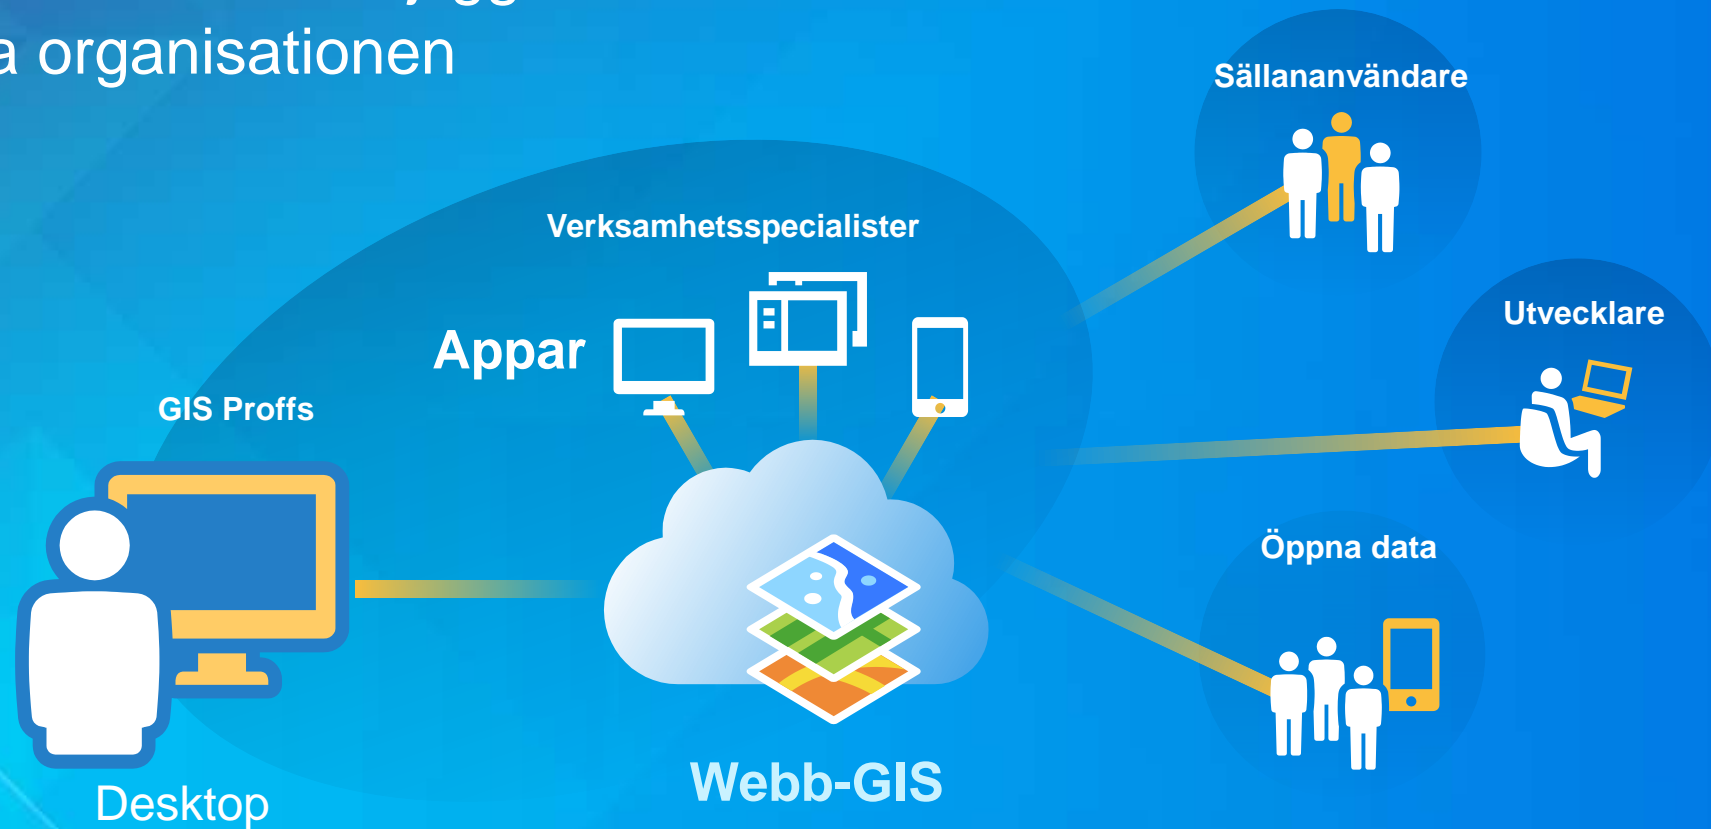 organisationen
Sällananvändare
Verksamhetsspecialister
Utvecklare
Appar
GIS Proffs
Öppna data
Webb-GIS
Desktop